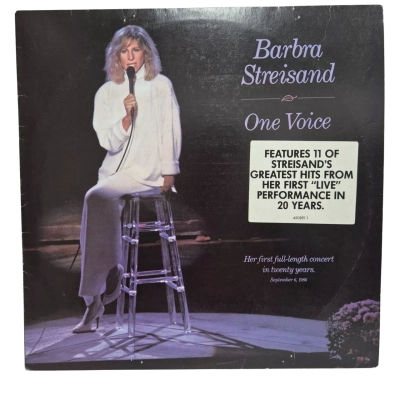 Barbra
Streisand
One Voice
FEATURES 11 OF
STREISAND'S
GREATEST HITS FROM
HER FIRST "LIVE"
PERFORMANCE IN
20 YEARS.
Her first full-length concert
in twenty years.
September 6, 1986